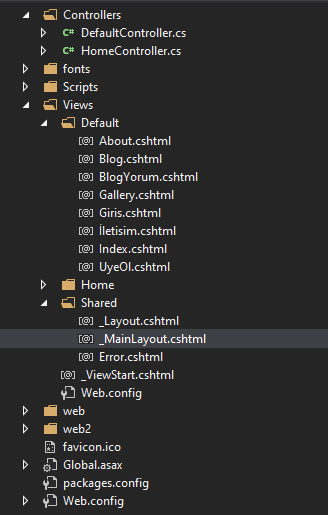 Controllers
C# DefaultController.cs
C# HomeController.cs
fonts
Scripts
Views
Default
[@] About.cshtml
[@] Blog.cshtml
[@] BlogYorum.cshtml
[@] Gallery.cshtml
[@] Giris.cshtml
[@] İletisim.cshtml
[@] Index.cshtml
[@] UyeOl.cshtml
Home
Shared
[@] _Layout.cshtml
[@] _MainLayout.cshtml
[@] Error.cshtml
[@] _ViewStart.cshtml
Web.config
web
web2
favicon.ico
Global.asax
packages.config
Web.config